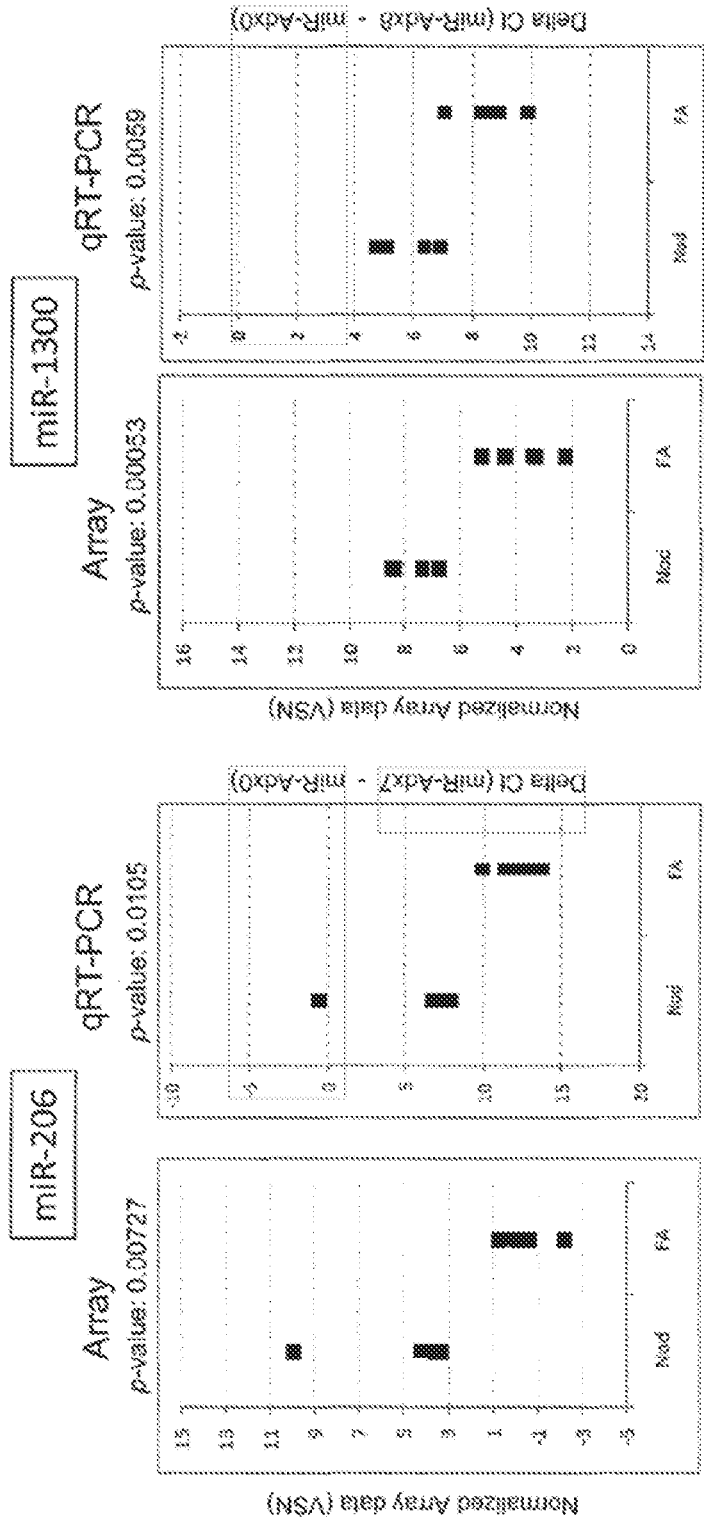 miR-206
Array
p-value: 0.00727
Normalized Array data (VSN)
15
13
11
9
7
5
3
1
-1
-3
-5
Nod
FA
qRT-PCR
p-value: 0.0105
-10
-5
0
5
10
15
20
Nod
FA
Delta Ct (miR-Adx7 - miR-Adx0)
miR-1300
Array
p-value: 0.00053
Normalized Array data (VSN)
16
14
12
10
8
6
4
2
0
Nod
FA
qRT-PCR
p-value: 0.0059
-2
0
2
4
6
8
10
12
14
Nod
FA
Delta Ct (miR-Adx8 - miR-Adx0)